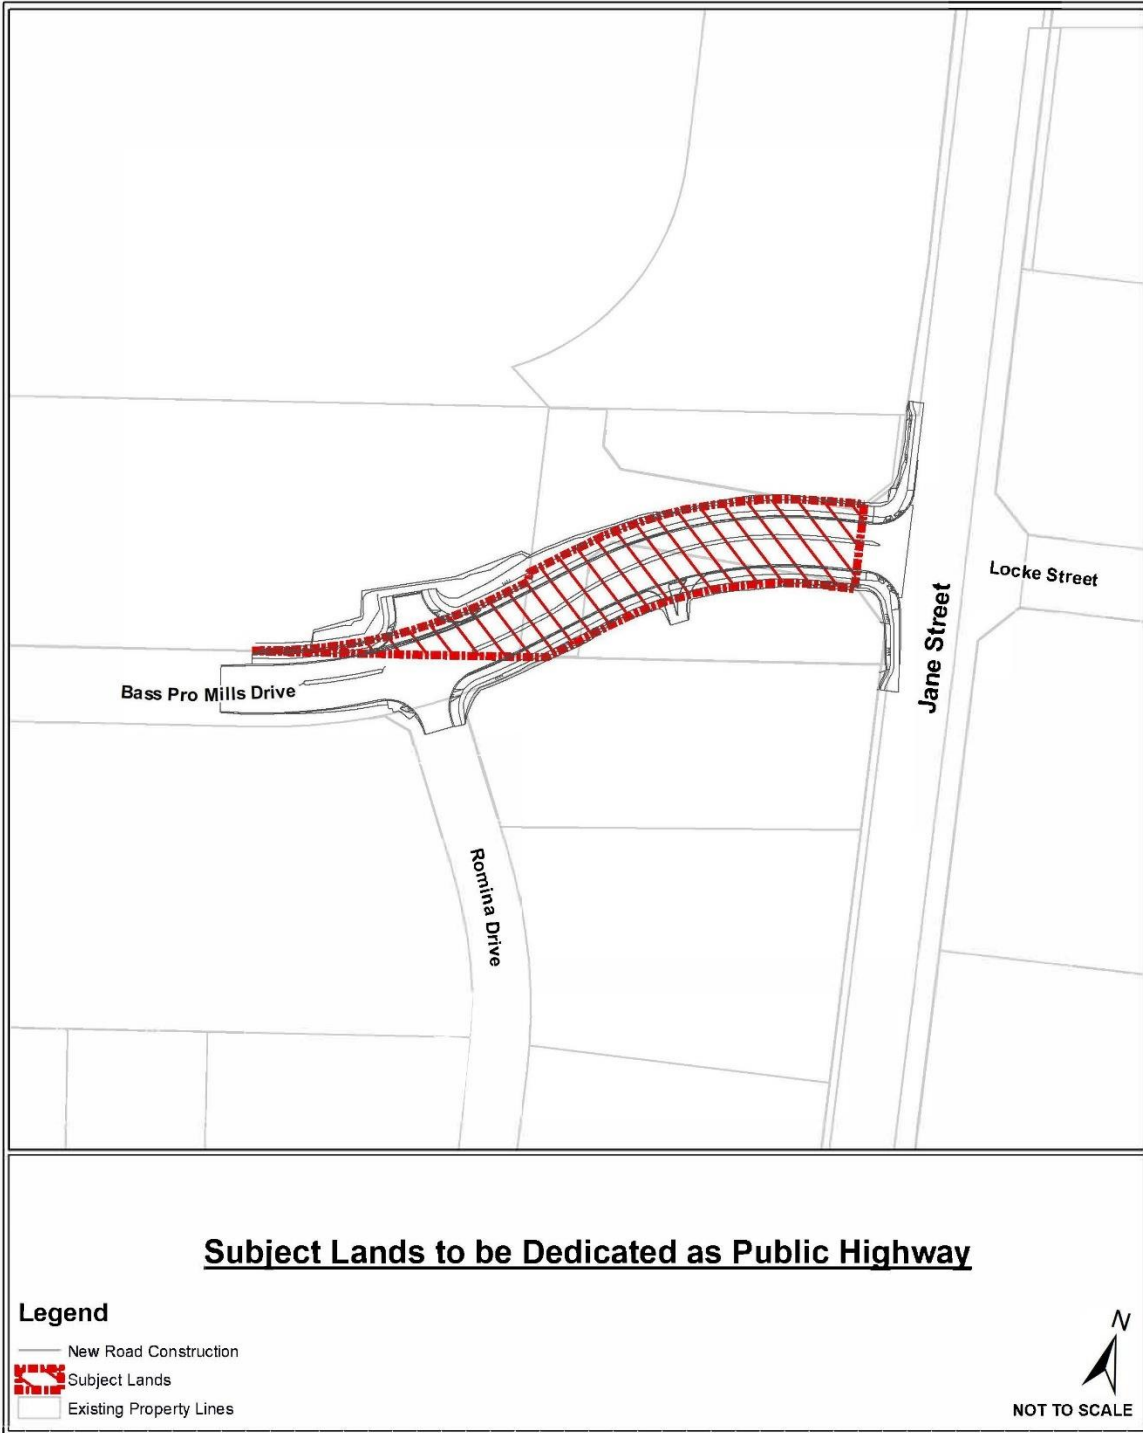 Locke Street
Jane Street
Bass Pro Mills Drive
Romina Drive
Subject Lands to be Dedicated as Public Highway
Legend
New Road Construction
Subject Lands
Existing Property Lines
N
NOT TO SCALE